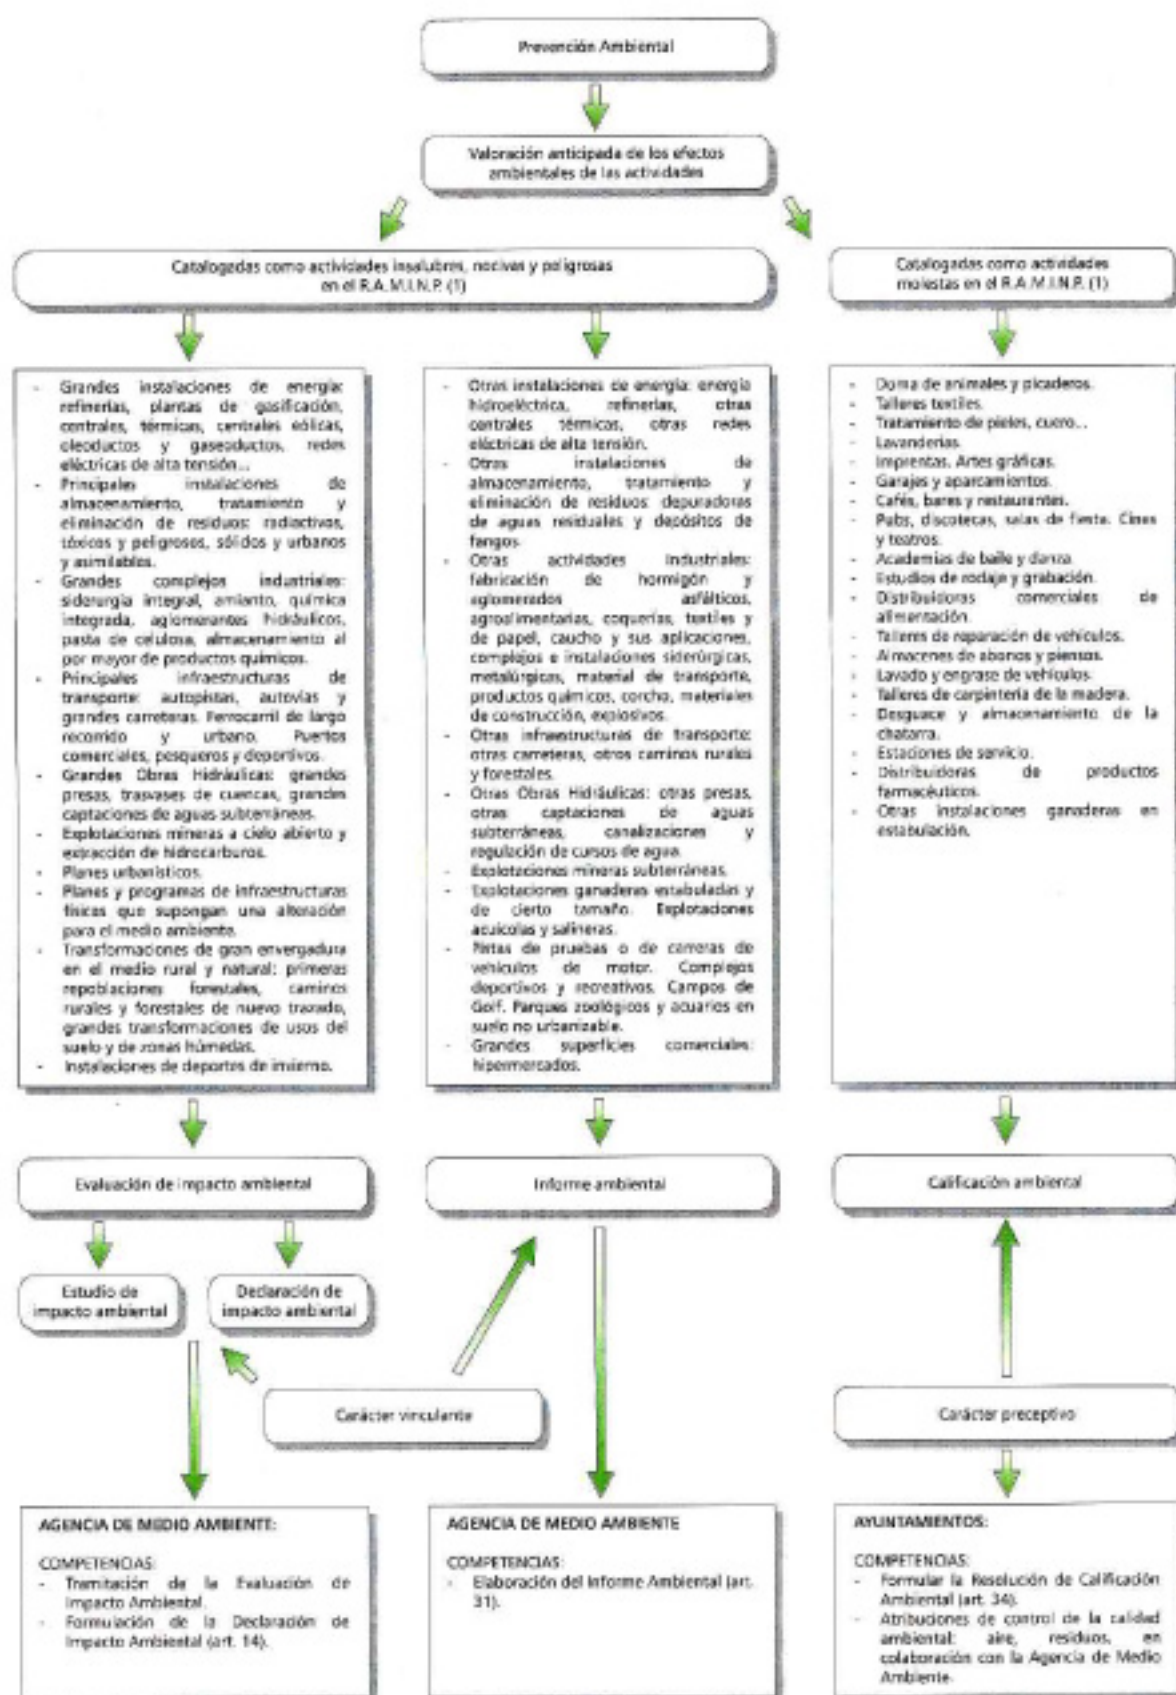 Prevención Ambiental
Valoración anticipada de los efectos
ambientales de las actividades
Catalogadas como actividades insalubres, nocivas y peligrosas
en el R.A.M.I.N.P. (1)
Catalogadas como actividades
molestas en el R.A.M.I.N.P. (1)
- Grandes instalaciones de energía:
refinerías, plantas de gasificación,
centrales, térmicas, centrales eólicas,
oleoductos y gaseoductos, redes
eléctricas de alta tensión...
- Principales instalaciones de
almacenamiento, tratamiento y
eliminación de residuos: radiactivos,
tóxicos y peligrosos, sólidos y urbanos
y asimilables.
- Grandes complejos industriales:
siderurgia integral, amianto, química
integrada, aglomerantes hidráulicos,
pasta de celulosa, almacenamiento al
por mayor de productos químicos.
- Principales infraestructuras de
transporte: autopistas, autovías y
grandes carreteras. Ferrocarril de largo
recorrido y urbano. Puertos
comerciales, pesqueros y deportivos.
- Grandes Obras Hidráulicas: grandes
presas, trasvases de cuencas, grandes
captaciones de aguas subterráneas.
- Explotaciones mineras a cielo abierto y
extracción de hidrocarburos.
- Planes urbanísticos.
- Planes y programas de infraestructuras
físicas que supongan una alteración
para el medio ambiente.
- Transformaciones de gran envergadura
en el medio rural y natural: primeras
repoblaciones forestales, caminos
rurales y forestales de nuevo trazado,
grandes transformaciones de usos del
suelo y de zonas húmedas.
- Instalaciones de deportes de invierno.
- Otras instalaciones de energía: energía
hidroeléctrica, refinerías, otras
centrales térmicas, otras redes
eléctricas de alta tensión.
- Otras instalaciones de
almacenamiento, tratamiento y
eliminación de residuos: depuradoras
de aguas residuales y depósitos de
fangos.
- Otras actividades Industriales:
fabricación de hormigón y
aglomerados asfálticos,
agroalimentarias, coquerías, textiles y
de papel, caucho y sus aplicaciones,
complejos e instalaciones siderúrgicas,
metalúrgicas, material de transporte,
productos químicos, corcho, materiales
de construcción, explosivos.
- Otras infraestructuras de transporte:
otras carreteras, otros caminos rurales
y forestales.
- Otras Obras Hidráulicas: otras presas,
otras captaciones de aguas
subterráneas, canalizaciones y
regulación de cursos de agua.
- Explotaciones mineras subterráneas.
- Explotaciones ganaderas estabuladas y
de cierto tamaño. Explotaciones
acuícolas y salineras.
- Pistas de pruebas o de carreras de
vehículos de motor. Complejos
deportivos y recreativos. Campos de
Golf. Parques zoológicos y acuarios en
suelo no urbanizable.
- Grandes superficies comerciales:
hipermercados.
- Doma de animales y picaderos.
- Talleres textiles.
- Tratamiento de pieles, cuero...
- Lavanderías.
- Imprentas. Artes gráficas.
- Garajes y aparcamientos.
- Cafés, bares y restaurantes.
- Pubs, discotecas, salas de fiesta. Cines
y teatros.
- Academias de baile y danza.
- Estudios de rodaje y grabación.
- Distribuidoras comerciales de
alimentación.
- Talleres de reparación de vehículos.
- Almacenes de abonos y piensos.
- Lavado y engrase de vehículos.
- Talleres de carpintería de la madera.
- Desguace y almacenamiento de la
chatarra.
- Estaciones de servicio.
- Distribuidoras de productos
farmacéuticos.
- Otras instalaciones ganaderas en
estabulación.
Evaluación de impacto ambiental
Informe ambiental
Calificación ambiental
Estudio de
impacto ambiental
Declaración de
impacto ambiental
Carácter vinculante
Carácter preceptivo
AGENCIA DE MEDIO AMBIENTE:
COMPETENCIAS:
- Tramitación de la Evaluación de
Impacto Ambiental.
- Formulación de la Declaración de
Impacto Ambiental (art. 14).
AGENCIA DE MEDIO AMBIENTE
COMPETENCIAS:
- Elaboración del Informe Ambiental (art.
31).
AYUNTAMIENTOS:
COMPETENCIAS:
- Formular la Resolución de Calificación
Ambiental (art. 34).
- Atribuciones de control de la calidad
ambiental: aire, residuos, en
colaboración con la Agencia de Medio
Ambiente.